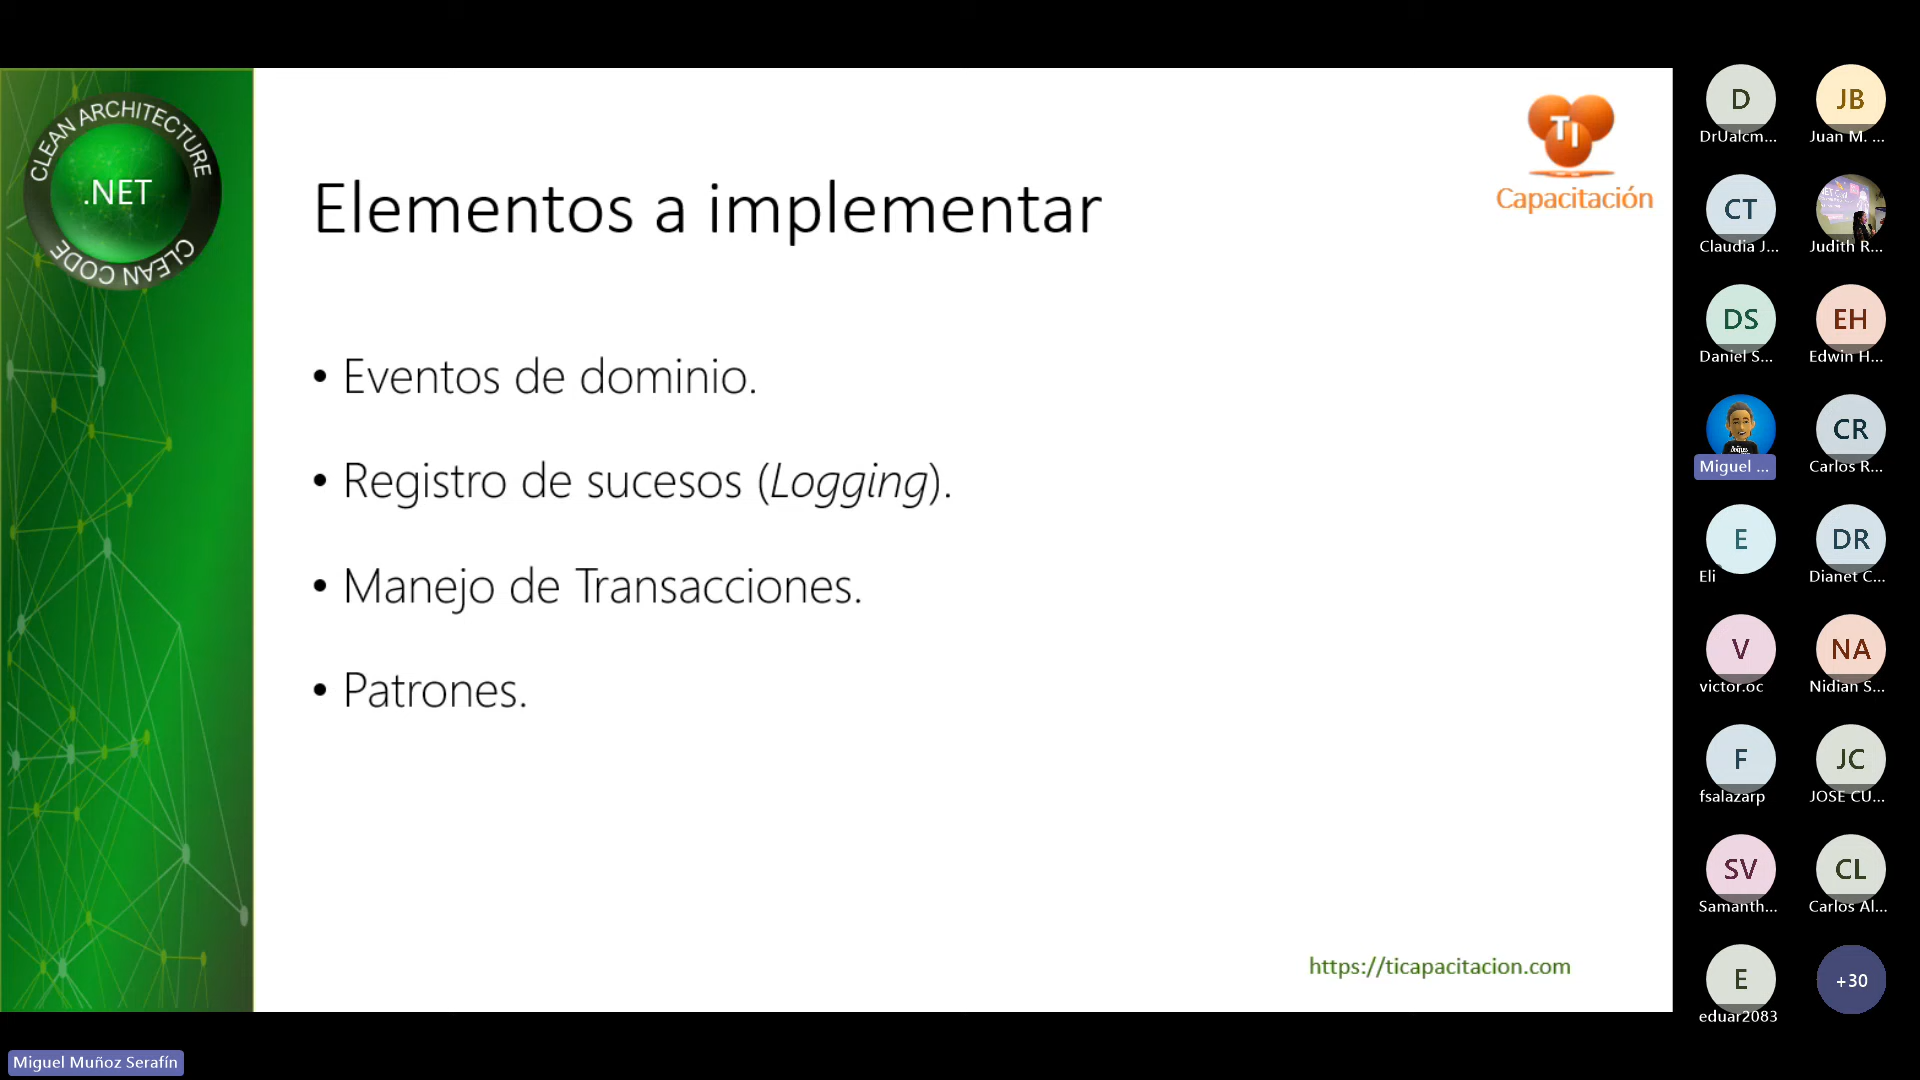 CLEAN ARCHITECTURE
.NET
CLEAN CODE
TI
Capacitación
Elementos a implementar
• Eventos de dominio.
• Registro de sucesos (Logging).
• Manejo de Transacciones.
• Patrones.
https://ticapacitacion.com
D
DrUalcm...
JB
Juan M. ...
CT
Claudia J...
Judith R...
DS
Daniel S...
EH
Edwin H...
Miguel ...
CR
Carlos R...
E
Eli
DR
Dianet C...
V
victor.oc
NA
Nidian S...
F
fsalazarp
JC
JOSE CU...
SV
Samanth...
CL
Carlos Al...
E
eduar2083
+30
Miguel Muñoz Serafín